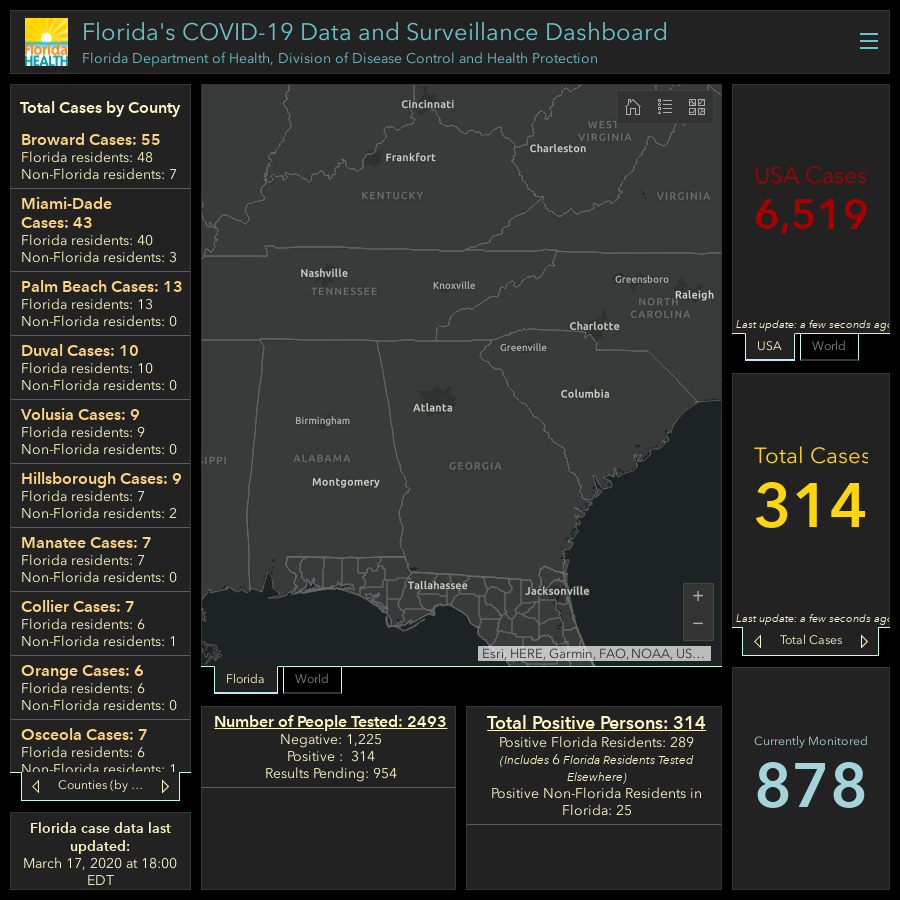 Florida HEALTH
Florida's COVID-19 Data and Surveillance Dashboard
Florida Department of Health, Division of Disease Control and Health Protection
Total Cases by County
Broward Cases: 55
Florida residents: 48
Non-Florida residents: 7
Miami-Dade
Cases: 43
Florida residents: 40
Non-Florida residents: 3
Palm Beach Cases: 13
Florida residents: 13
Non-Florida residents: 0
Duval Cases: 10
Florida residents: 10
Non-Florida residents: 0
Volusia Cases: 9
Florida residents: 9
Non-Florida residents: 0
Hillsborough Cases: 9
Florida residents: 7
Non-Florida residents: 2
Manatee Cases: 7
Florida residents: 7
Non-Florida residents: 0
Collier Cases: 7
Florida residents: 6
Non-Florida residents: 1
Orange Cases: 6
Florida residents: 6
Non-Florida residents: 0
Osceola Cases: 7
Florida residents: 6
Non-Florida residents: 1
Counties (by ...
Florida case data last
updated:
March 17, 2020 at 18:00
EDT
Cincinnati
WEST
VIRGINIA
Charleston
Frankfort
KENTUCKY
VIRGINIA
Nashville
TENNESSEE
Knoxville
Greensboro
Raleigh
NORTH
CAROLINA
Charlotte
Greenville
Columbia
Atlanta
Birmingham
SIPPI
ALABAMA
GEORGIA
Montgomery
Tallahassee
Jacksonville
+
−
Esri, HERE, Garmin, FAO, NOAA, US...
Florida
World
Number of People Tested: 2493
Negative: 1,225
Positive : 314
Results Pending: 954
Total Positive Persons: 314
Positive Florida Residents: 289
(Includes 6 Florida Residents Tested
Elsewhere)
Positive Non-Florida Residents in
Florida: 25
USA Cases
6,519
Last update: a few seconds ago
USA
World
Total Cases
314
Last update: a few seconds ago
Total Cases
Currently Monitored
878